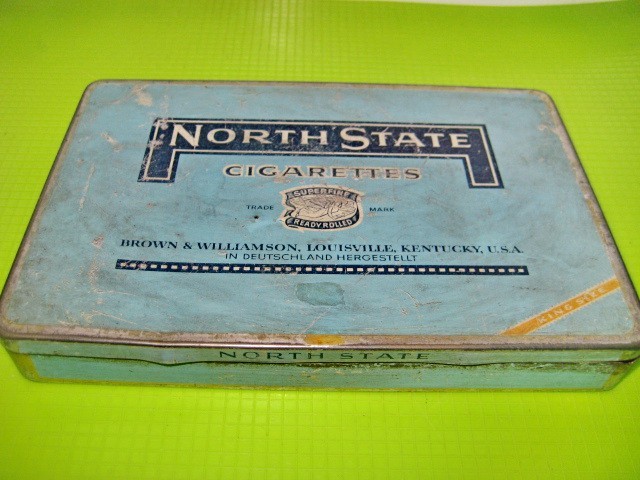 NORTH STATE
CIGARETTES
SUPERFINE
TRADE MARK
READY ROLLED
BROWN & WILLIAMSON, LOUISVILLE, KENTUCKY, U.S.A.
IN DEUTSCHLAND HERGESTELLT
KING SIZE
NORTH STATE